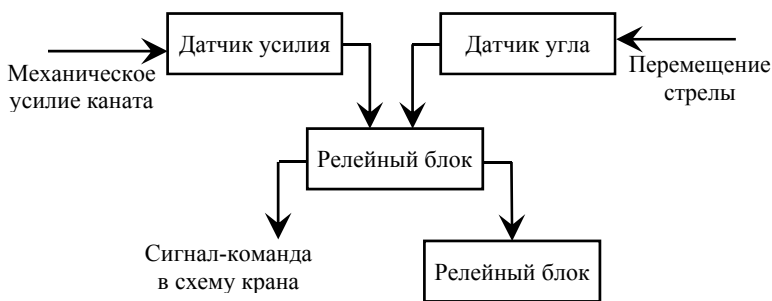 Датчик усилия
Датчик угла
Механическое
усилие каната
Перемещение
стрелы
Релейный блок
Сигнал-команда
в схему крана
Релейный блок